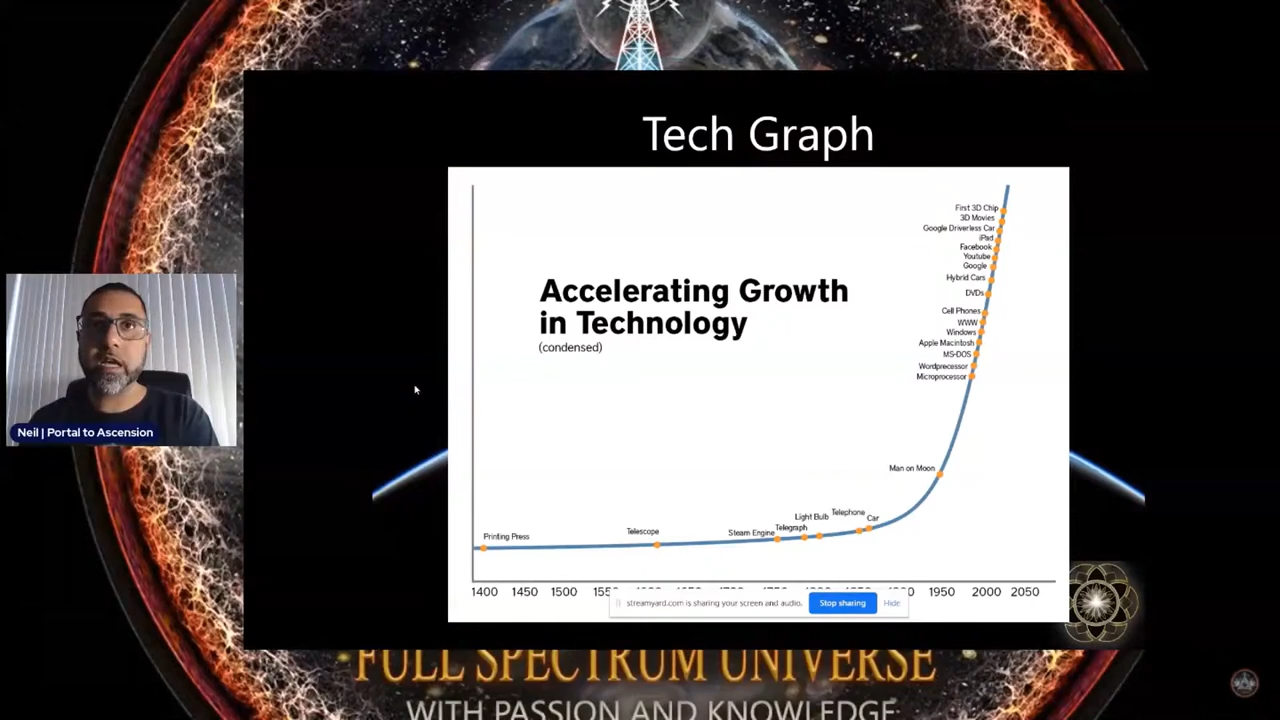 Tech Graph
Accelerating Growth
in Technology
(condensed)
First 3D Chip
3D Movies
Google Driverless Car
iPad
Facebook
Youtube
Google
Hybrid Cars
DVDs
Cell Phones
WWW
Windows
Apple Macintosh
MS-DOS
Wordprecessor
Microprocessor
Man on Moon
Light Bulb
Telephone
Car
Printing Press
Telescope
Steam Engine
Telegraph
1400 1450 1500 1950 2000 2050
streamyard.com is sharing your screen and audio.
Stop sharing
Hide
Neil | Portal to Ascension
FULL SPECTRUM UNIVERSE
WITH PASSION AND KNOWLEDGE